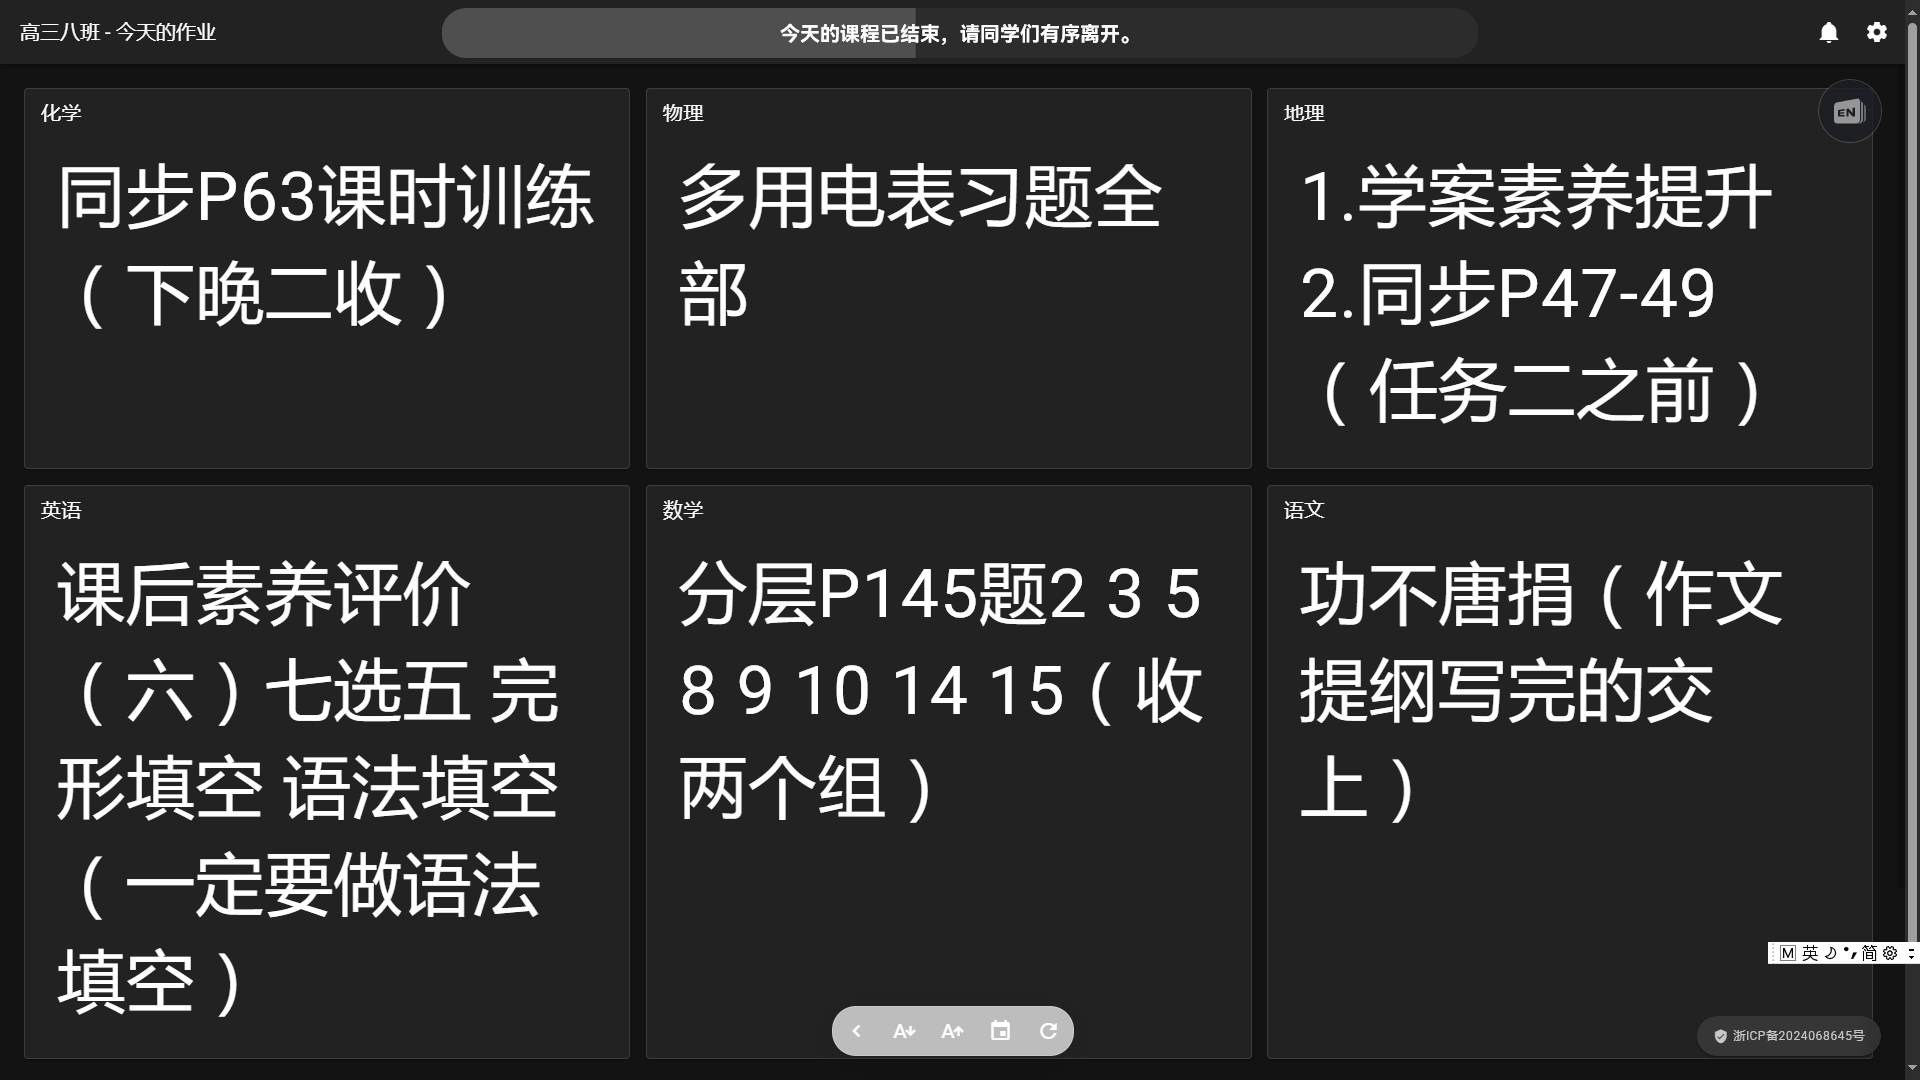 高三八班 - 今天的作业
今天的课程已结束，请同学们有序离开。
化学
同步P63课时训练
（下晚二收）
物理
多用电表习题全
部
地理
EN
1.学案素养提升
2.同步P47-49
（任务二之前）
英语
课后素养评价
（六）七选五 完
形填空 语法填空
（一定要做语法
填空）
数学
分层P145题2 3 5
8 9 10 14 15（收
两个组）
语文
功不唐捐（作文
提纲写完的交
上）
M 英 简
A A
浙ICP备2024068645号